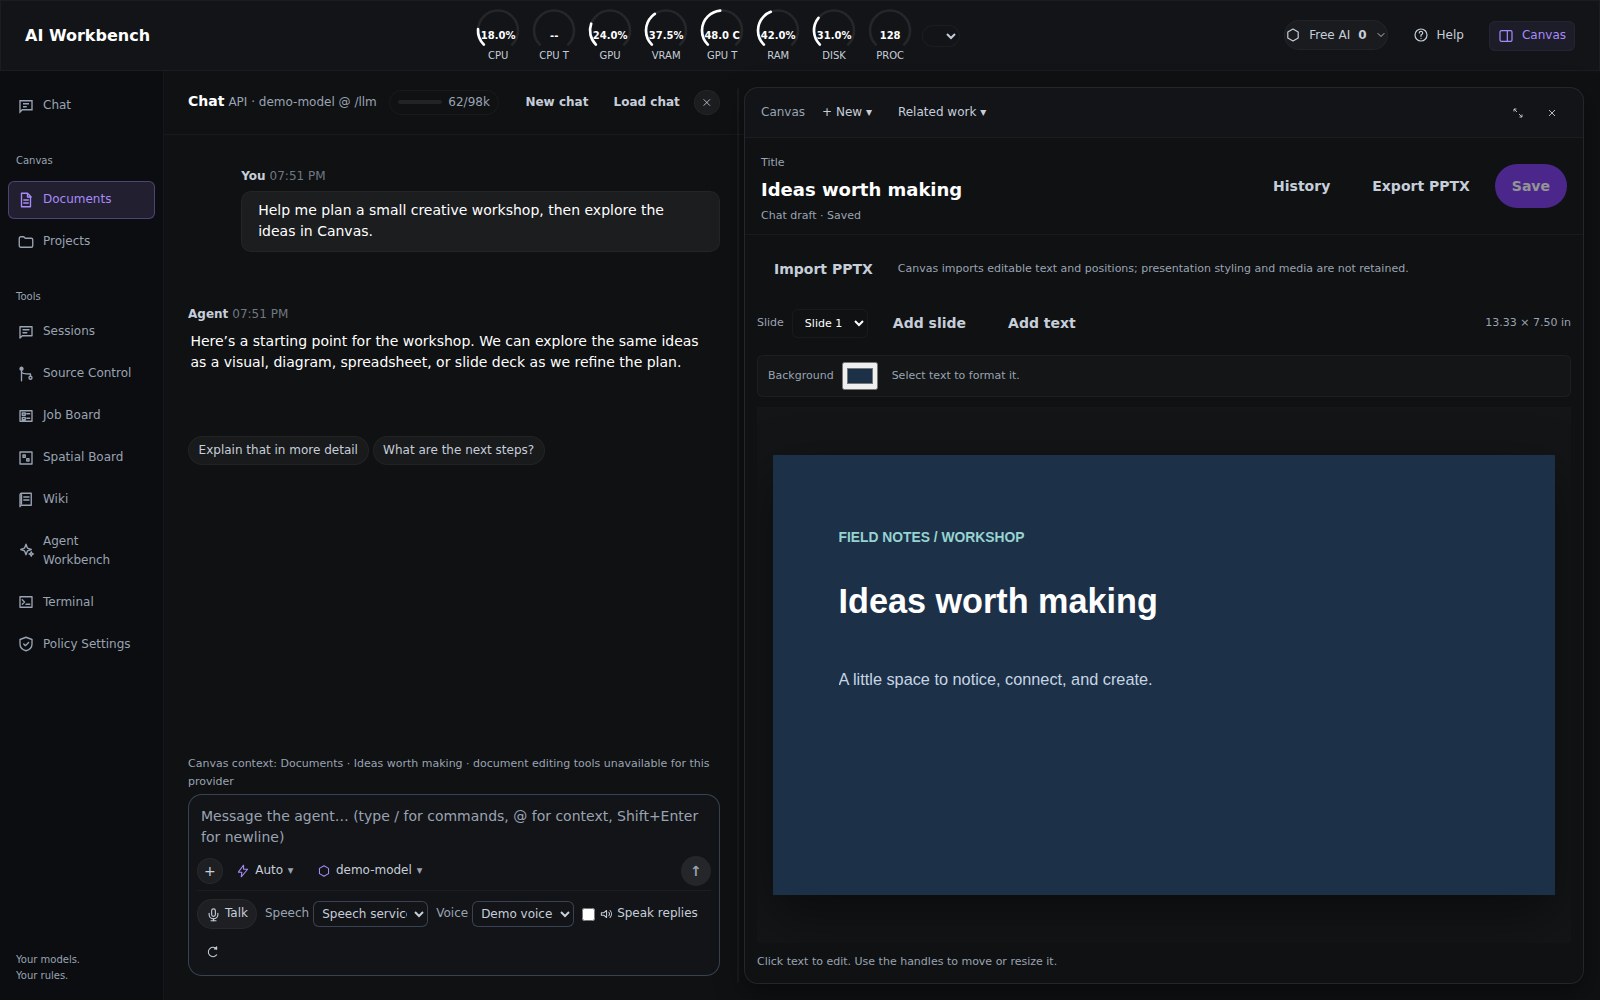 AI Workbench
18.0%
CPU
--
CPU T
24.0%
GPU
37.5%
VRAM
48.0 C
GPU T
42.0%
RAM
31.0%
DISK
128
PROC
Free AI 0
Help
Canvas
Chat
Canvas
Documents
Projects
Tools
Sessions
Source Control
Job Board
Spatial Board
Wiki
Agent
Workbench
Terminal
Policy Settings
Your models.
Your rules.
Chat API · demo-model @ /llm
62/98k
New chat
Load chat
You 07:51 PM
Help me plan a small creative workshop, then explore the
ideas in Canvas.
Agent 07:51 PM
Here’s a starting point for the workshop. We can explore the same ideas
as a visual, diagram, spreadsheet, or slide deck as we refine the plan.
Explain that in more detail
What are the next steps?
Canvas context: Documents · Ideas worth making · document editing tools unavailable for this
provider
Message the agent… (type / for commands, @ for context, Shift+Enter
for newline)
+
Auto ▾
demo-model ▾
↑
Talk
Speech
Speech servic
Voice
Demo voice
Speak replies
Canvas
+ New ▾
Related work ▾
Title
Ideas worth making
Chat draft · Saved
History
Export PPTX
Save
Import PPTX
Canvas imports editable text and positions; presentation styling and media are not retained.
Slide
Slide 1
Add slide
Add text
13.33 × 7.50 in
Background
Select text to format it.
FIELD NOTES / WORKSHOP
Ideas worth making
A little space to notice, connect, and create.
Click text to edit. Use the handles to move or resize it.